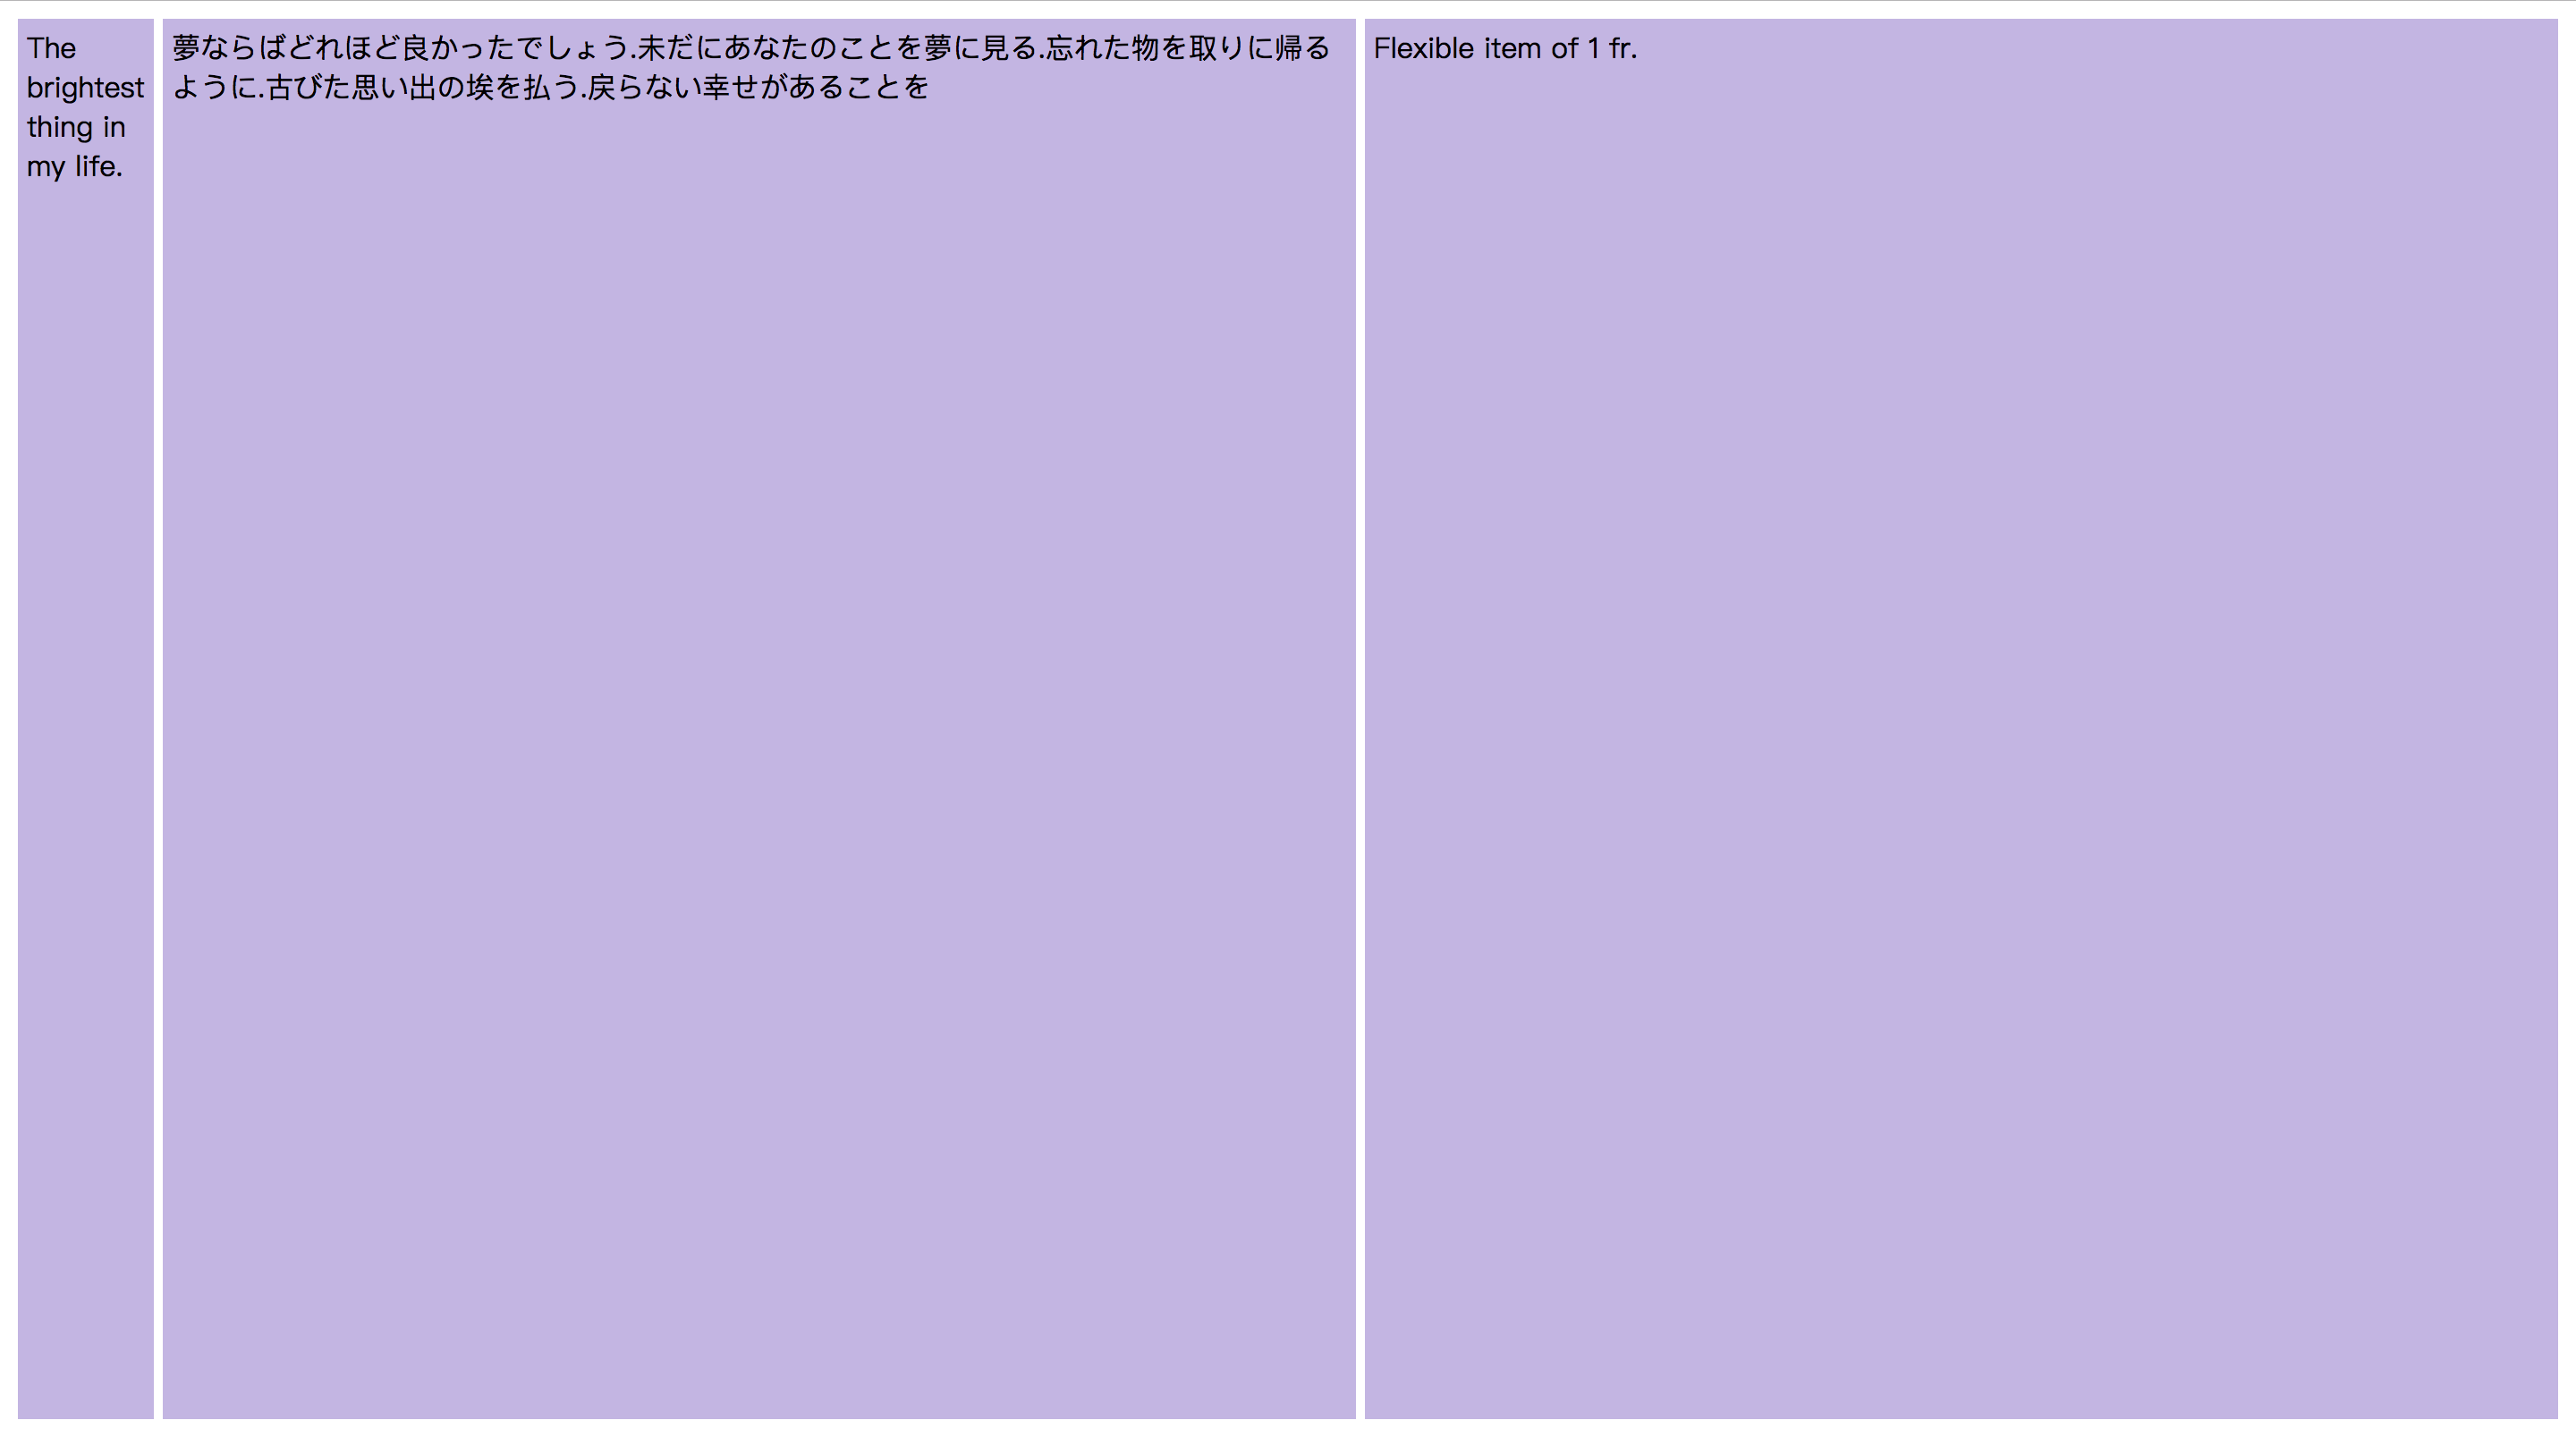 The
brightest
thing in
my life.
夢ならばどれほど良かったでしょう.未だにあなたのことを夢に見る.忘れた物を取りに帰る
ように.古びた思い出の埃を払う.戻らない幸せがあることを
Flexible item of 1 fr.